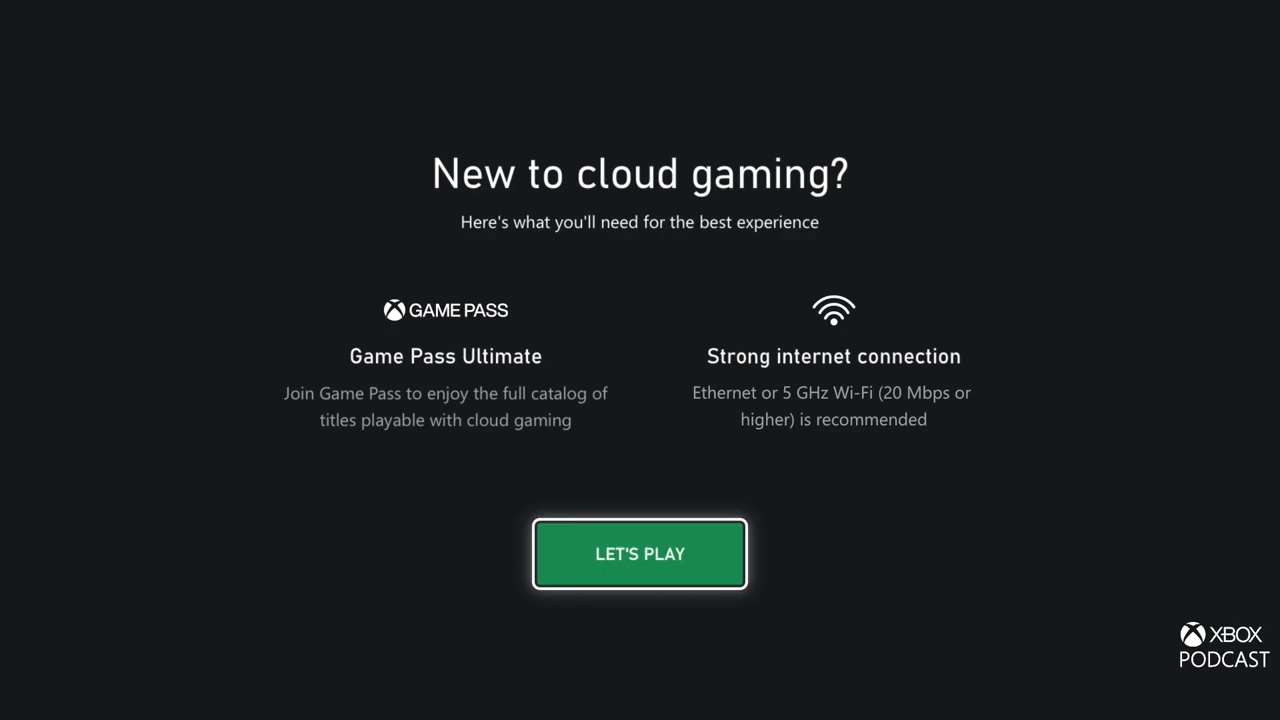 New to cloud gaming?
Here's what you'll need for the best experience
GAME PASS
Game Pass Ultimate
Join Game Pass to enjoy the full catalog of
titles playable with cloud gaming
Strong internet connection
Ethernet or 5 GHz Wi-Fi (20 Mbps or
higher) is recommended
LET'S PLAY
XBOX
PODCAST